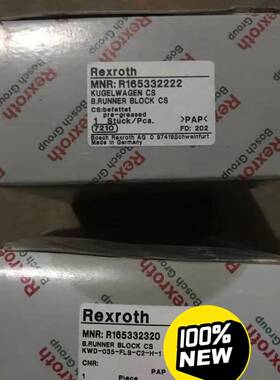 Rexroth
Bosch Group
Rexroth
Bosch Group
Rexroth
MNR: R165332222
KUGELWAGEN CS
B.RUNNER BLOCK CS
CS:befettet
pre-greased
1 Stück/Pcs. >PAP<
7210 FD: 202
Bosch Rexroth AG D 97419Schweinfurt
Made in Germany
Rexroth
MNR: R165332320
B.RUNNER BLOCK CS
KWD-035-FLS-C2-H-1
CNR:
PAP
1 Piece
100%
NEW